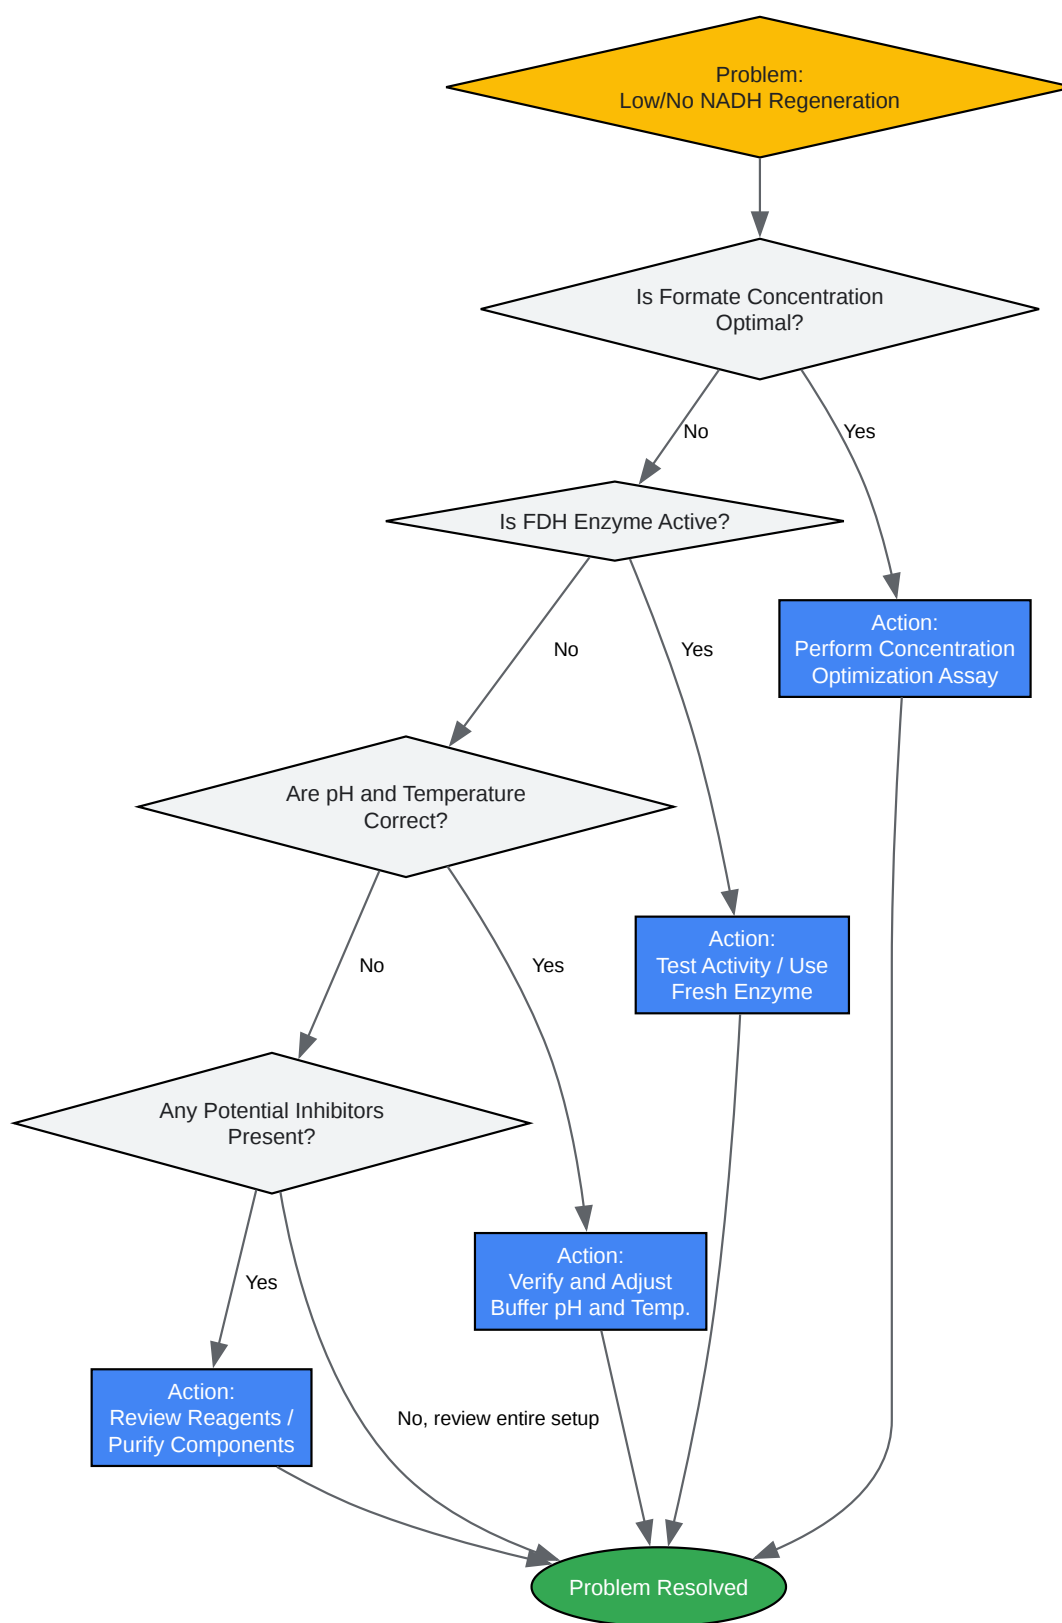 Problem:
Low/No NADH Regeneration
Is Formate Concentration
Optimal?
No
Yes
Is FDH Enzyme Active?
Action:
Perform Concentration
Optimization Assay
No
Yes
Are pH and Temperature
Correct?
Action:
Test Activity / Use
Fresh Enzyme
No
Yes
Any Potential Inhibitors
Present?
Action:
Verify and Adjust
Buffer pH and Temp.
Yes
Action:
Review Reagents /
Purify Components
No, review entire setup
Problem Resolved